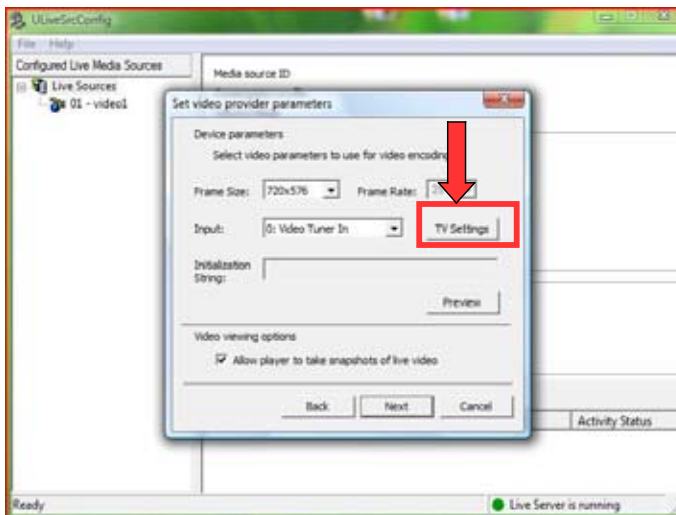 ULiveSrcConfig
File Help
Configured Live Media Sources
Live Sources
01 - video1
Media source ID
Set video provider parameters
Device parameters
Select video parameters to use for video encoding
Frame Size: 720x576 Frame Rate:
Input: 0: Video Tuner In TV Settings
Initialization
String:
Preview
Video viewing options
Allow player to take snapshots of live video
Back Next Cancel
Activity Status
Ready Live Server is running